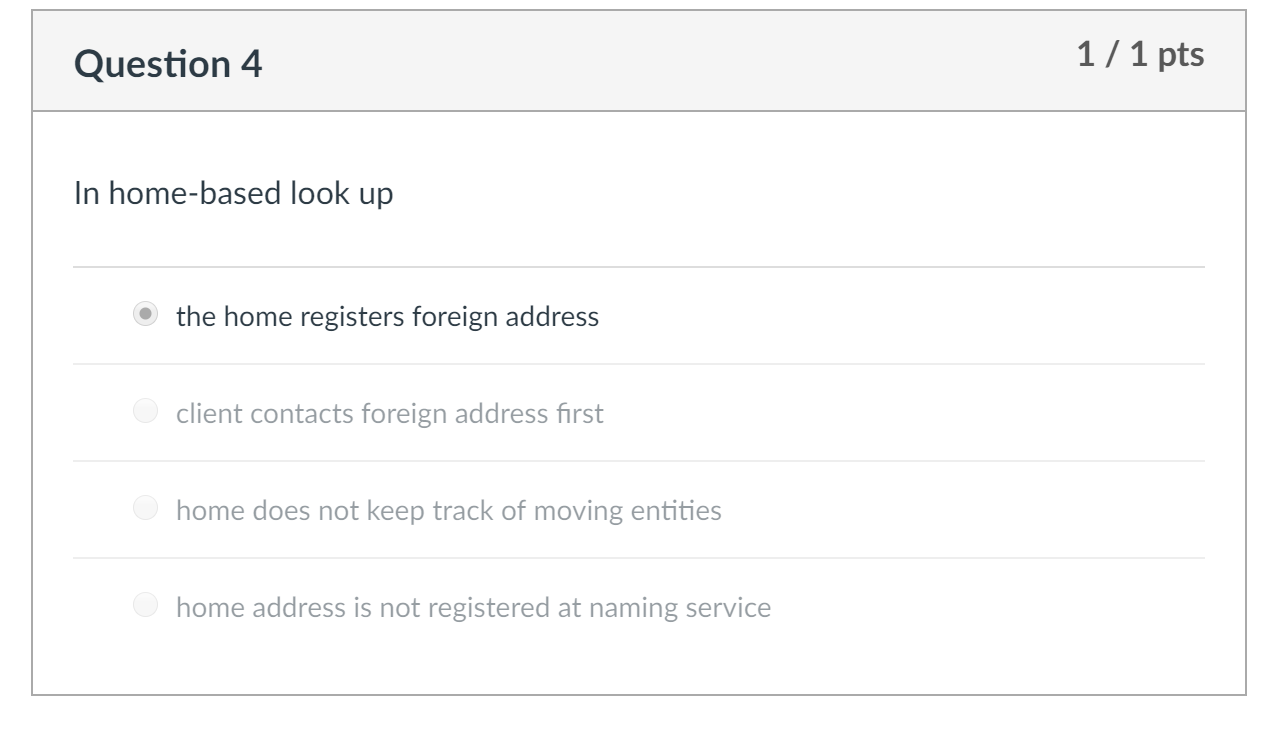 Question 4
1 / 1 pts
In home-based look up
the home registers foreign address
client contacts foreign address first
home does not keep track of moving entities
home address is not registered at naming service